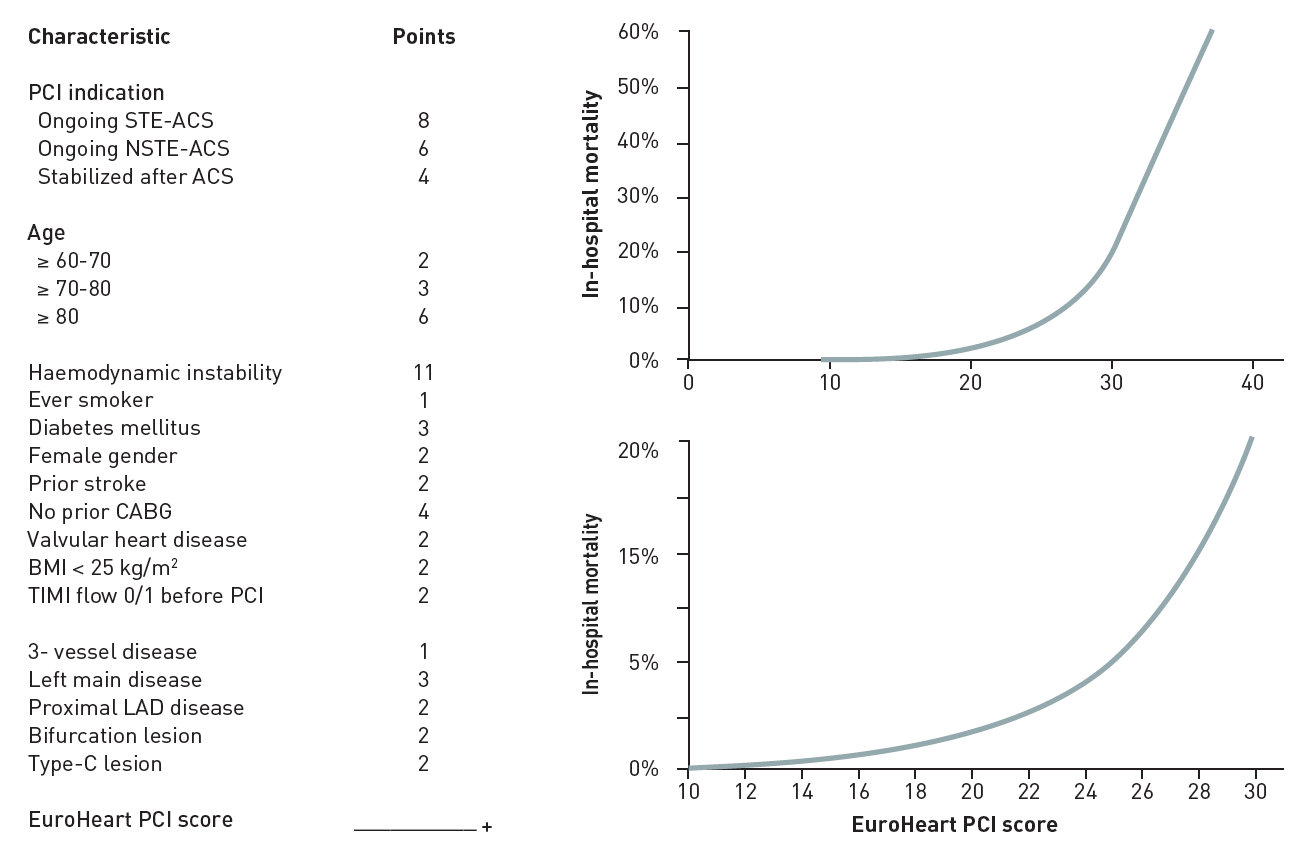 Characteristic Points
PCI indication
Ongoing STE-ACS 8
Ongoing NSTE-ACS 6
Stabilized after ACS 4
Age
≥ 60-70 2
≥ 70-80 3
≥ 80 6
Haemodynamic instability 11
Ever smoker 1
Diabetes mellitus 3
Female gender 2
Prior stroke 2
No prior CABG 4
Valvular heart disease 2
BMI < 25 kg/m² 2
TIMI flow 0/1 before PCI 2
3- vessel disease 1
Left main disease 3
Proximal LAD disease 2
Bifurcation lesion 2
Type-C lesion 2
EuroHeart PCI score ___________ +
In-hospital mortality
60%
50%
40%
30%
20%
10%
0%
0 10 20 30 40
In-hospital mortality
20%
15%
5%
0%
10 12 14 16 18 20 22 24 26 28 30
EuroHeart PCI score